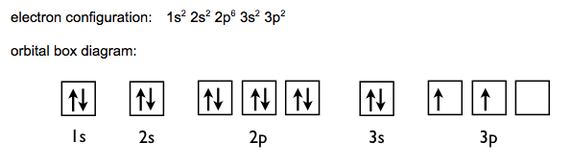 electron configuration: 1s² 2s² 2p⁶ 3s² 3p²
orbital box diagram:
1s 2s 2p 3s 3p